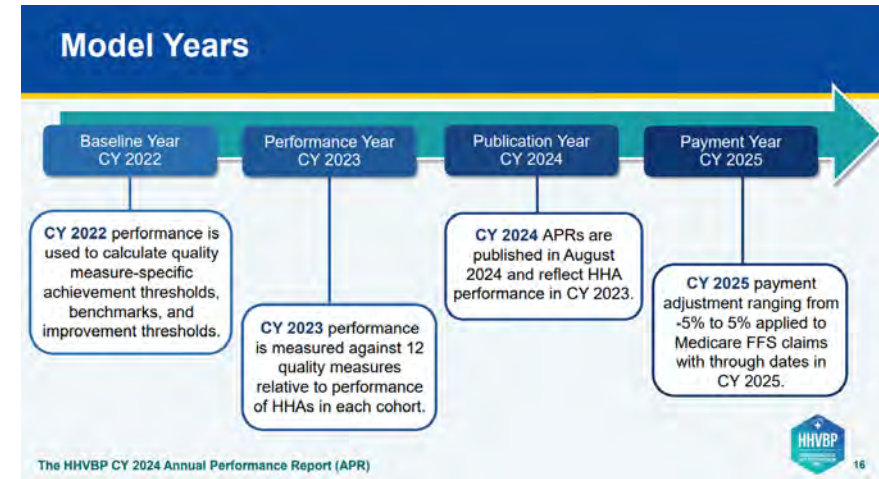 Model Years
Baseline Year
CY 2022
Performance Year
CY 2023
Publication Year
CY 2024
Payment Year
CY 2025
CY 2022 performance is
used to calculate quality
measure-specific
achievement thresholds,
benchmarks, and
improvement thresholds.
CY 2023 performance
is measured against 12
quality measures
relative to performance
of HHAs in each cohort.
CY 2024 APRs are
published in August
2024 and reflect HHA
performance in CY 2023.
CY 2025 payment
adjustment ranging from
-5% to 5% applied to
Medicare FFS claims
with through dates in
CY 2025.
HHVBP
The HHVBP CY 2024 Annual Performance Report (APR)
16